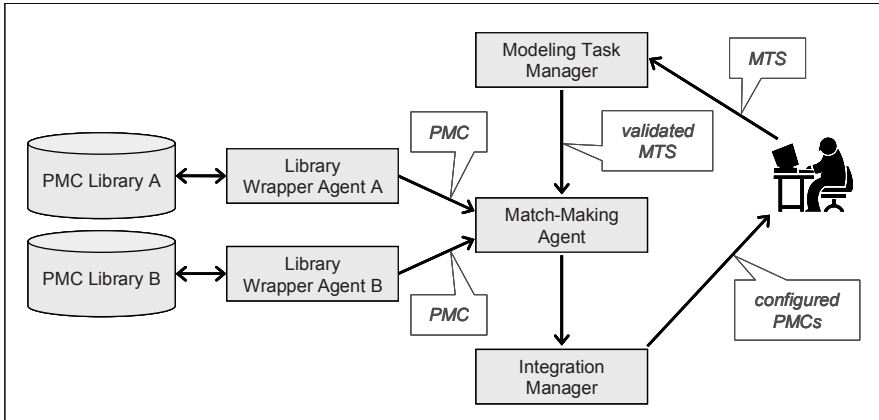 Modeling Task
Manager
MTS
PMC
validated
MTS
PMC Library A
Library
Wrapper Agent A
Match-Making
Agent
PMC Library B
Library
Wrapper Agent B
PMC
configured
PMCs
Integration
Manager